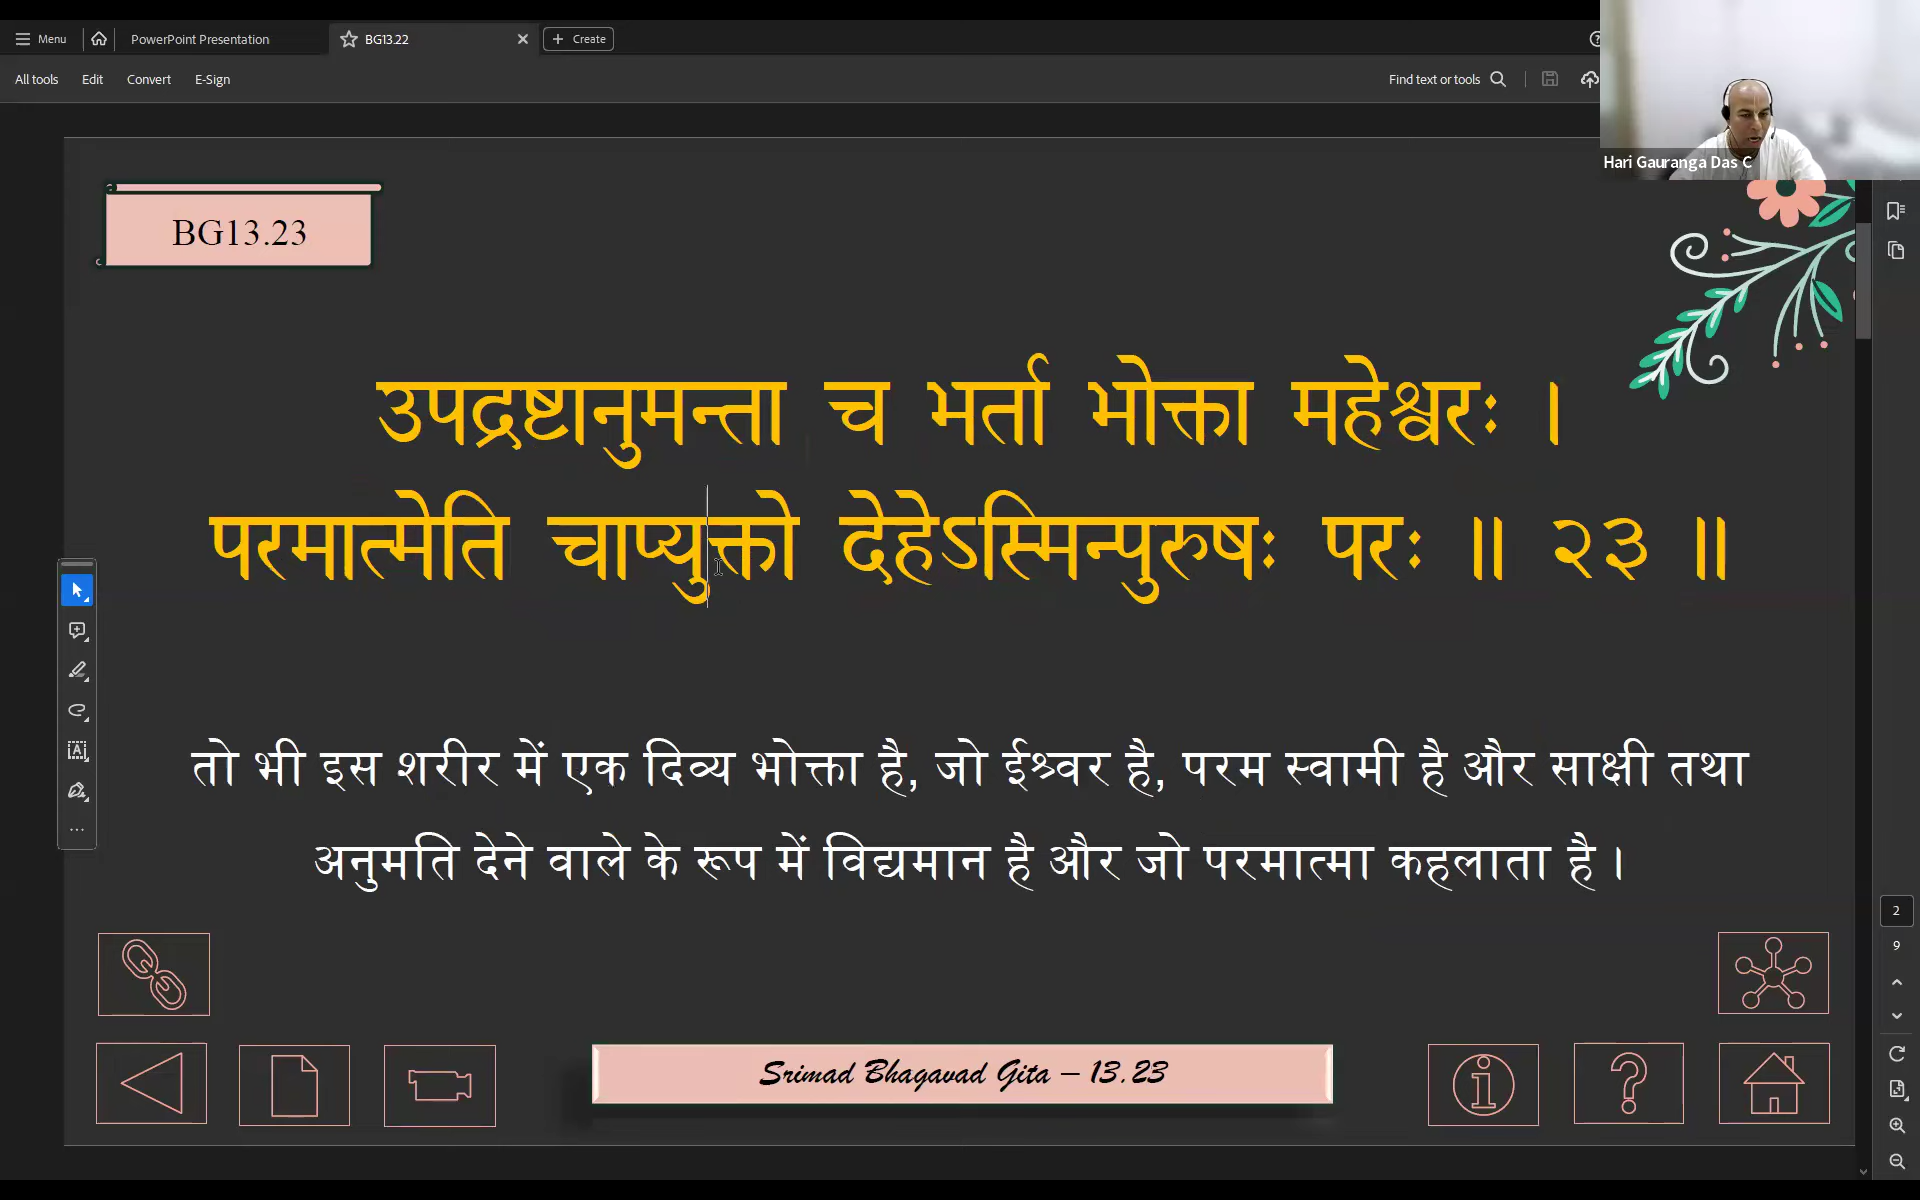 Menu
PowerPoint Presentation
BG13.22
Create
All tools
Edit
Convert
E-Sign
Find text or tools
Hari Gauranga Das C
BG13.23
उपद्रष्टानुमन्ता च भर्ता भोक्ता महेश्वरः ।
परमात्मेति चाप्युक्तो देहेऽस्मिन्पुरुषः परः ॥ २३ ॥
तो भी इस शरीर में एक दिव्य भोक्ता है, जो ईश्र्वर है, परम स्वामी है और साक्षी तथा
अनुमति देने वाले के रूप में विद्यमान है और जो परमात्मा कहलाता है ।
2
9
Srimad Bhagavad Gita – 13.23